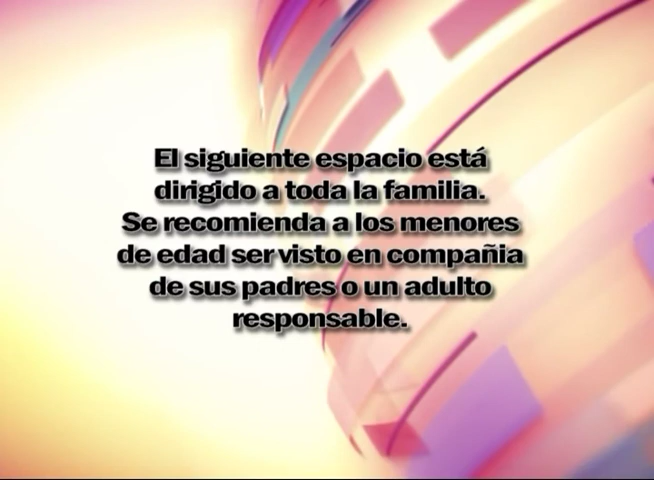 El siguiente espacio está
dirigido a toda la familia.
Se recomienda a los menores
de edad ser visto en compañia
de sus padres o un adulto
responsable.